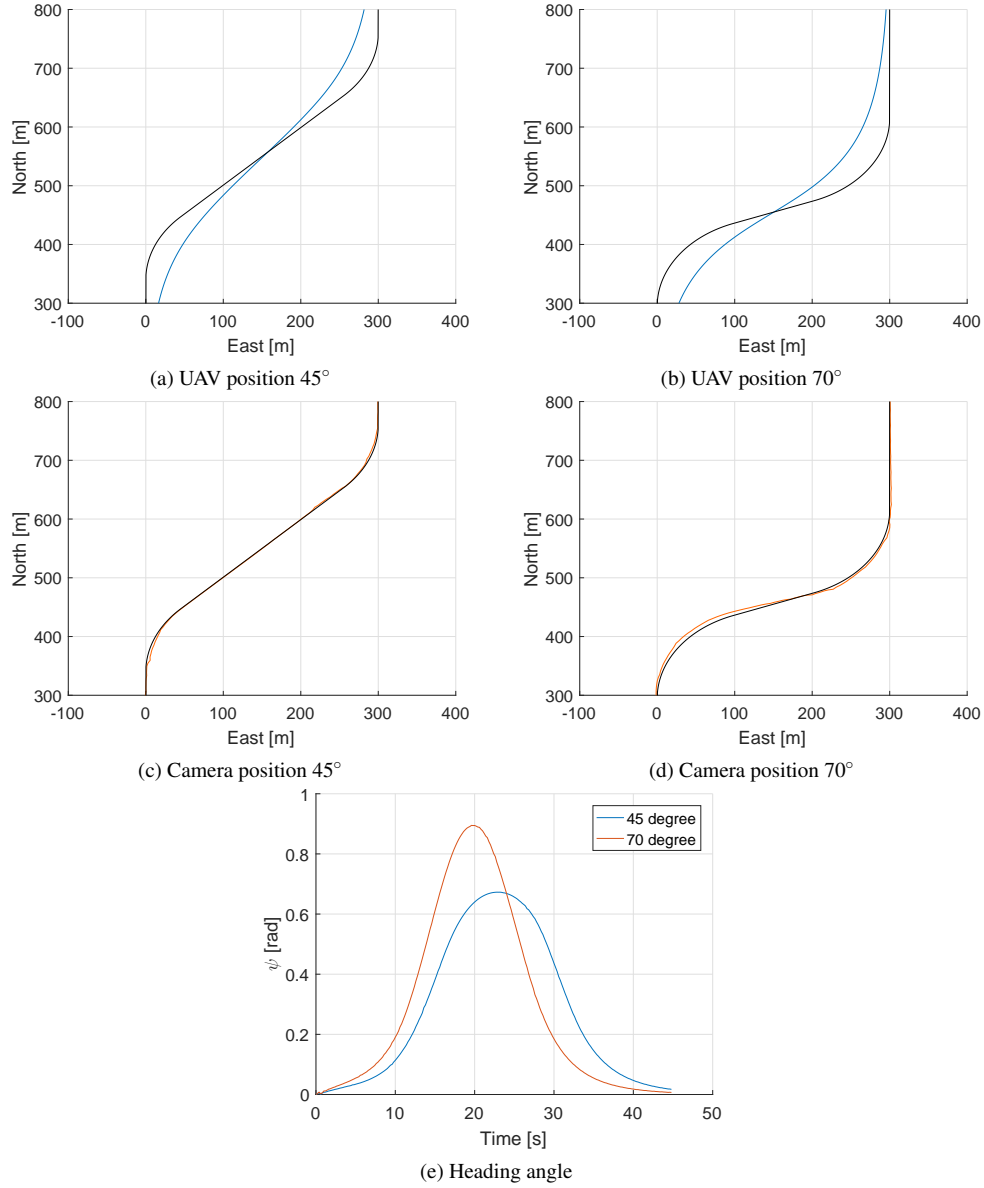 800
700
600
500
400
300
North [m]
-100 0 100 200 300 400
East [m]
(a) UAV position 45°
800
700
600
500
400
300
North [m]
-100 0 100 200 300 400
East [m]
(b) UAV position 70°
800
700
600
500
400
300
North [m]
-100 0 100 200 300 400
East [m]
(c) Camera position 45°
800
700
600
500
400
300
North [m]
-100 0 100 200 300 400
East [m]
(d) Camera position 70°
1
0.8
0.6
0.4
0.2
0
ψ [rad]
45 degree
70 degree
0 10 20 30 40 50
Time [s]
(e) Heading angle